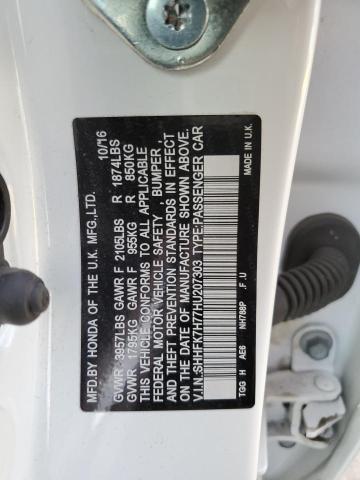 MFD.BY HONDA OF THE U.K. MFG.,LTD. 10/16
GVWR 3957LBS GAWR F 2105LBS R 1874LBS
GVWR 1795KG GAWR F 955KG R 850KG
THIS VEHICLE CONFORMS TO ALL APPLICABLE
FEDERAL MOTOR VEHICLE SAFETY, BUMPER,
AND THEFT PREVENTION STANDARDS IN EFFECT
ON THE DATE OF MANUFACTURE SHOWN ABOVE.
V.I.N.:SHHFK7H77HU207303 TYPE:PASSENGER CAR
TGG H AE6 NH788P .F .U MADE IN U.K.